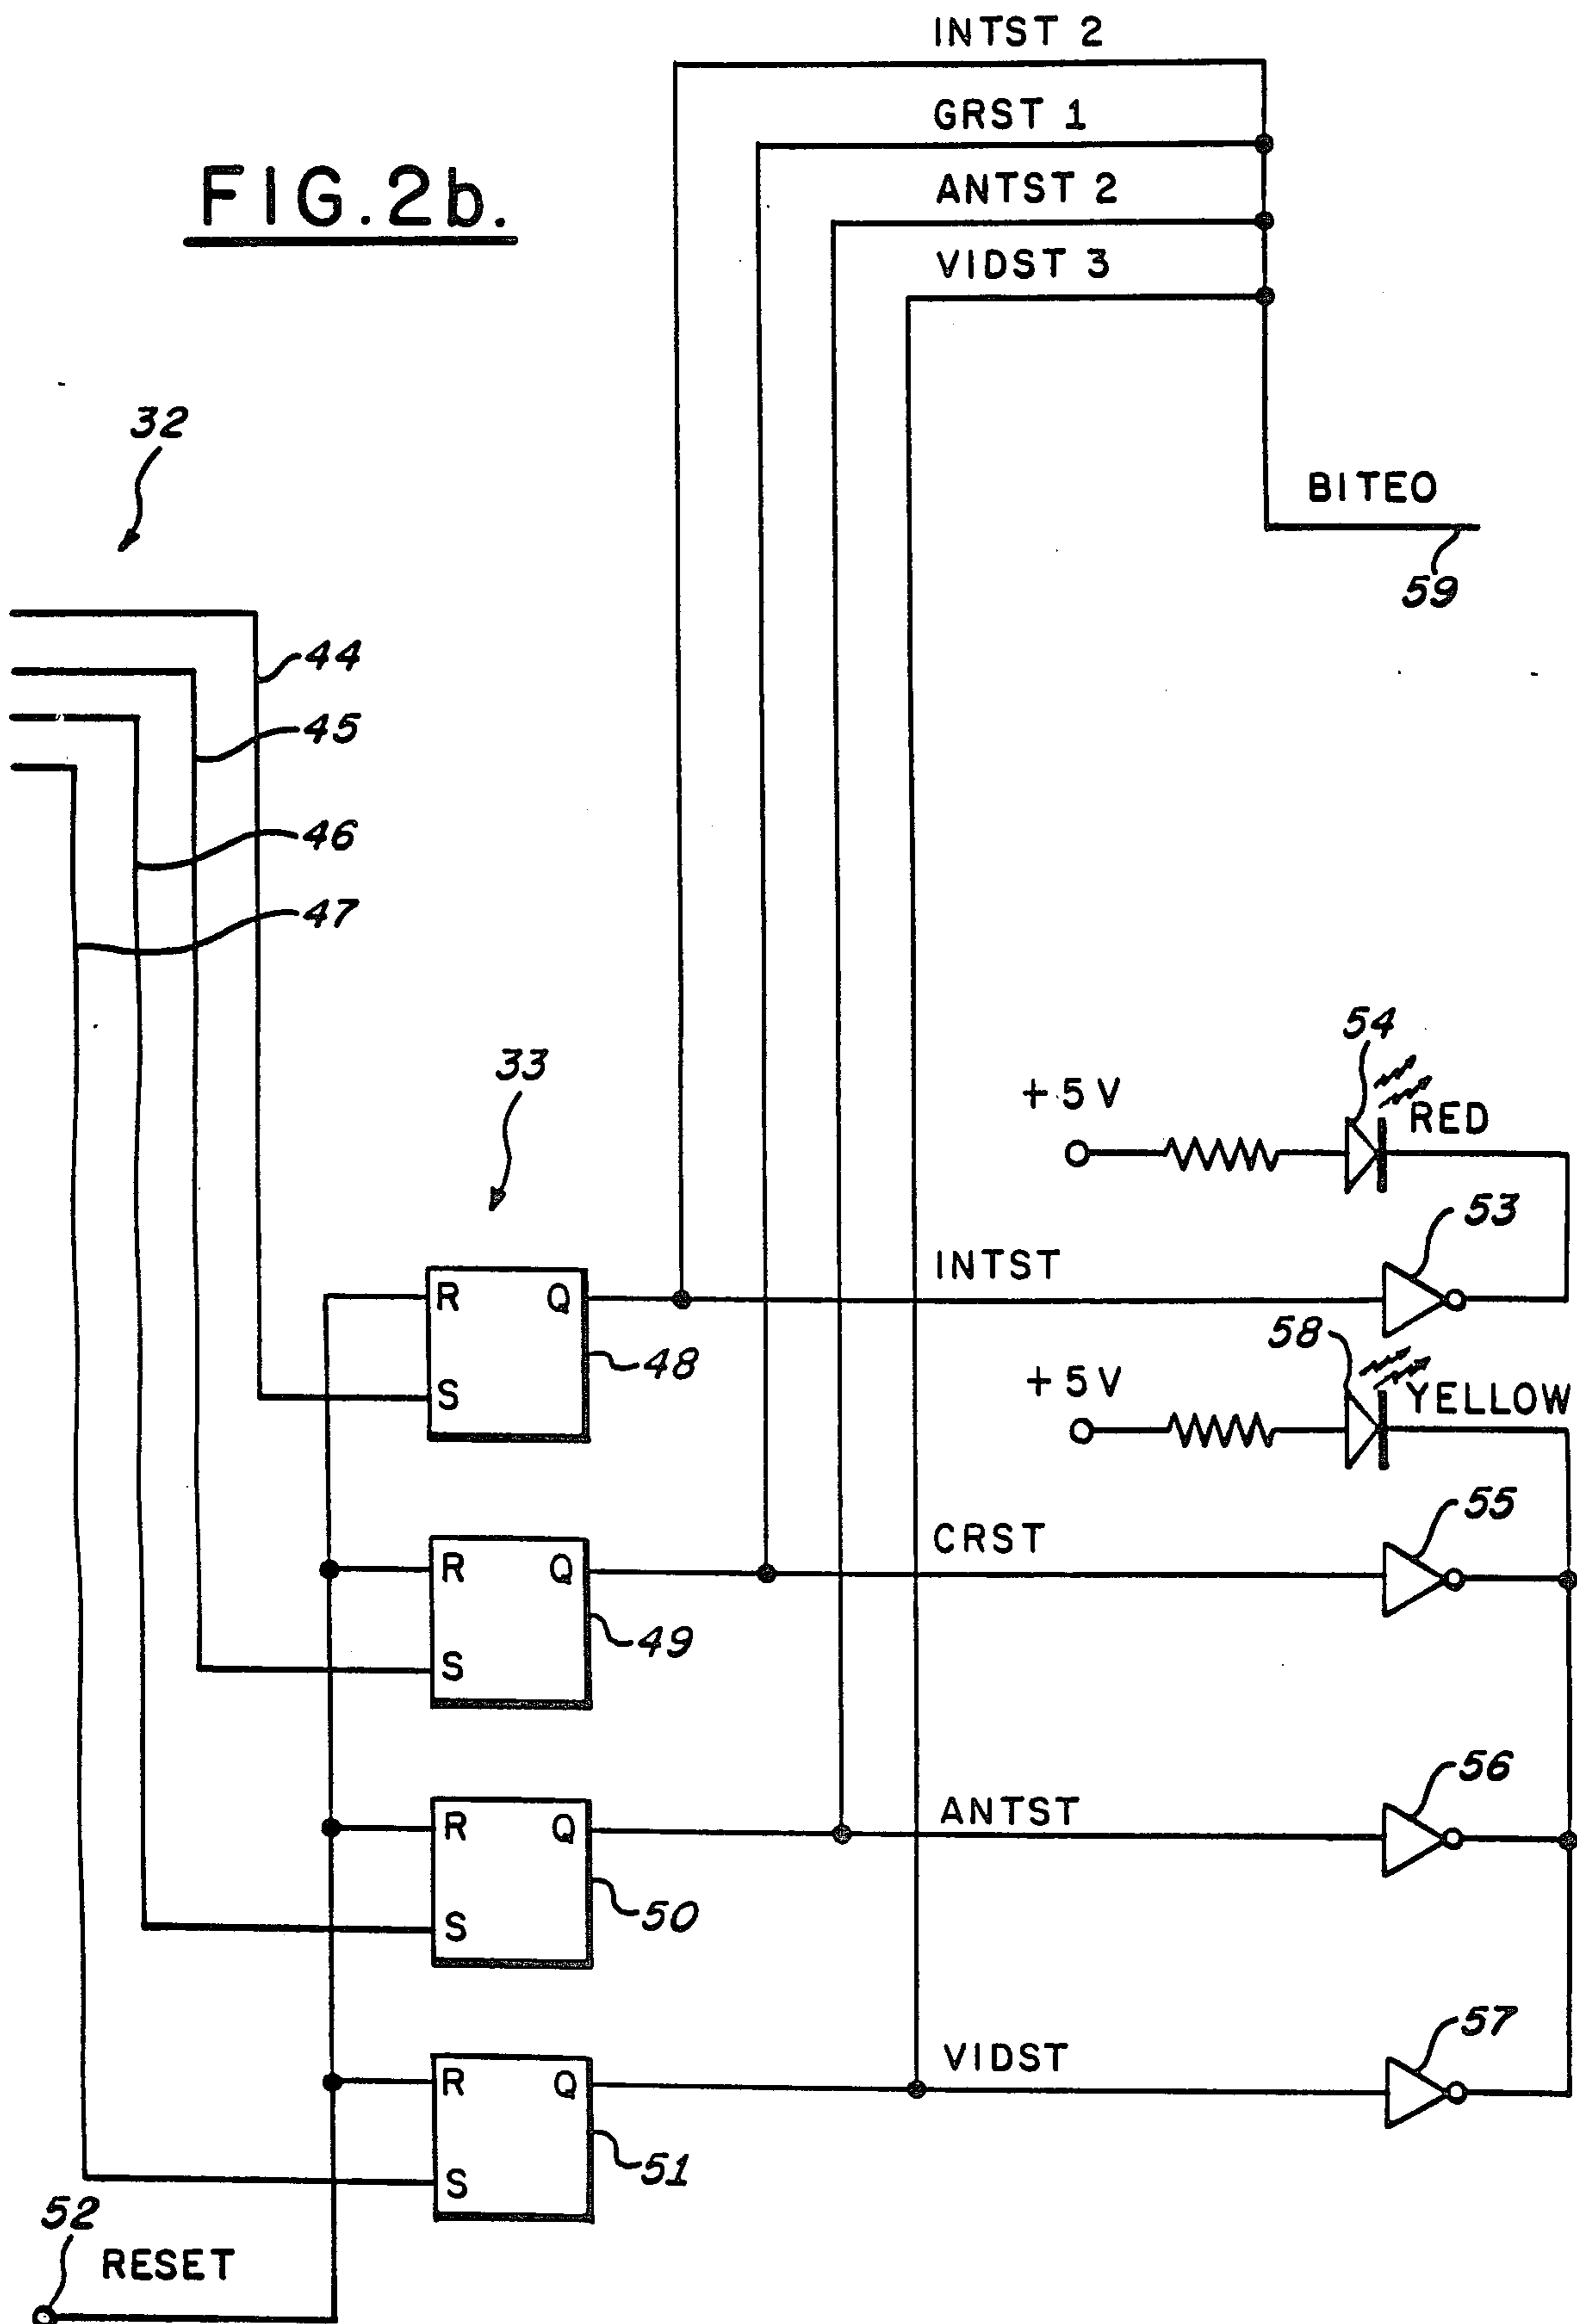 INTST 2
GRST 1
ANTST 2
VIDST 3
FIG.2b.
32
BITEO
59
44
45
46
47
33
54
+5V
RED
53
INTST
R Q
S
48
58
+5V
YELLOW
55
CRST
R Q
S
49
56
ANTST
R Q
S
50
57
VIDST
R Q
S
51
52
RESET